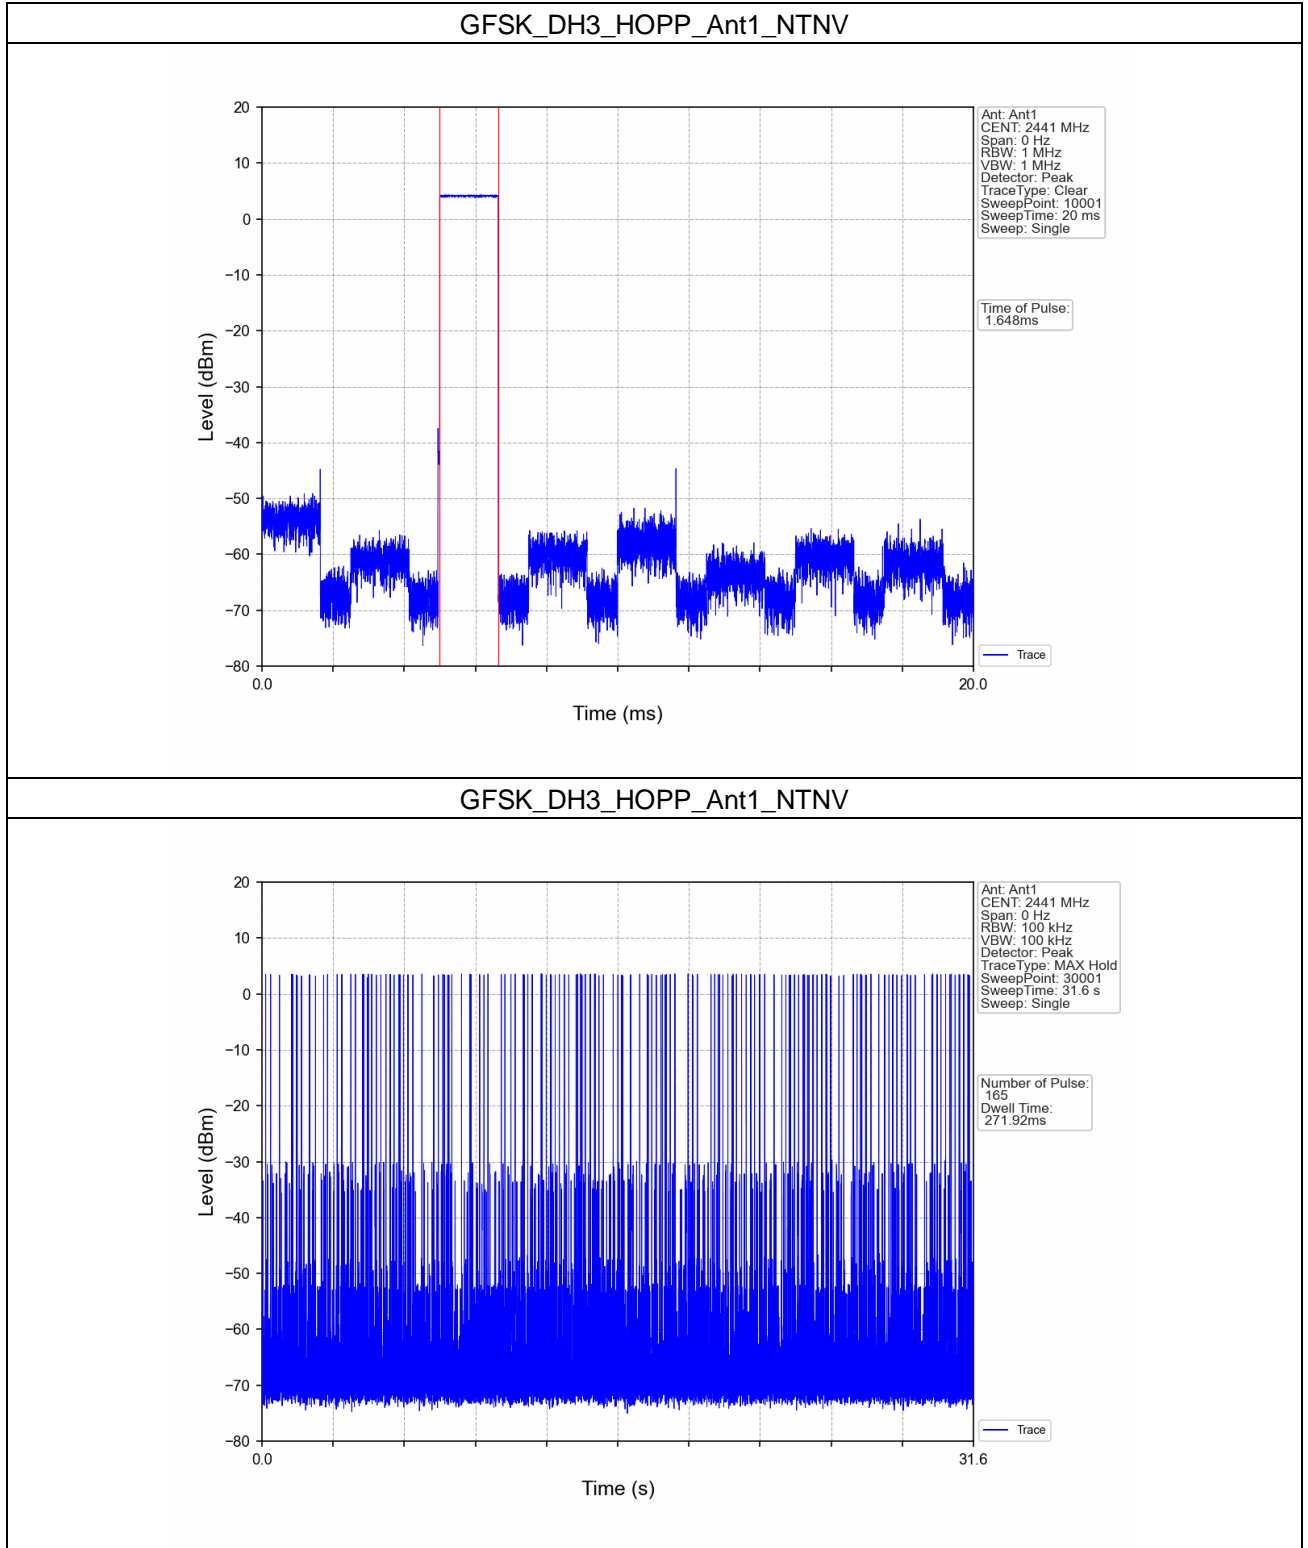 GFSK_DH3_HOPP_Ant1_NTNV
20
10
0
−10
−20
−30
−40
−50
−60
−70
−80
Level (dBm)
0.0
20.0
Time (ms)
Ant: Ant1
CENT: 2441 MHz
Span: 0 Hz
RBW: 1 MHz
VBW: 1 MHz
Detector: Peak
TraceType: Clear
SweepPoint: 10001
SweepTime: 20 ms
Sweep: Single
Time of Pulse:
1.648ms
Trace
GFSK_DH3_HOPP_Ant1_NTNV
20
10
0
−10
−20
−30
−40
−50
−60
−70
−80
Level (dBm)
0.0
31.6
Time (s)
Ant: Ant1
CENT: 2441 MHz
Span: 0 Hz
RBW: 100 kHz
VBW: 100 kHz
Detector: Peak
TraceType: MAX Hold
SweepPoint: 30001
SweepTime: 31.6 s
Sweep: Single
Number of Pulse:
165
Dwell Time:
271.92ms
Trace